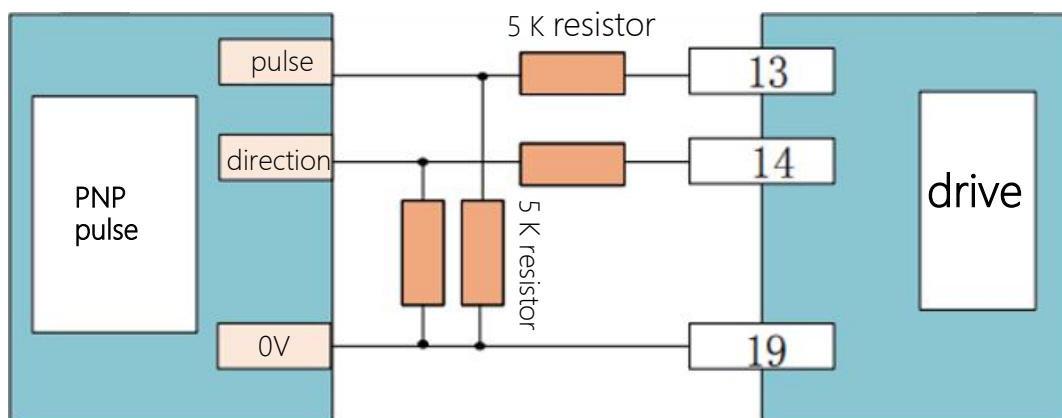 5 K resistor
pulse
13
direction
14
PNP
pulse
5 K resistor
drive
0V
19